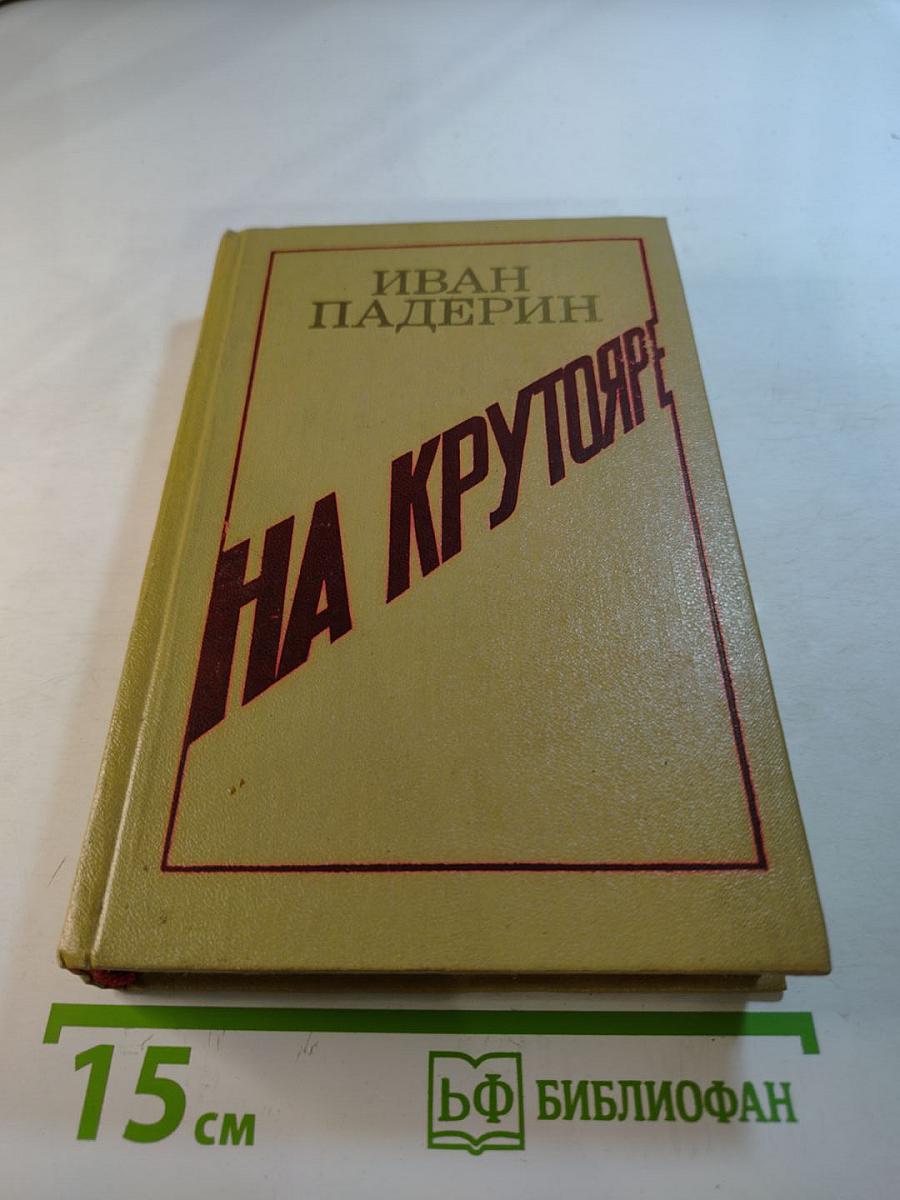 ИВАН
ПАДЕРИН
НА КРУТОЯРЕ
15 см
ЬФ БИБЛИОФАН